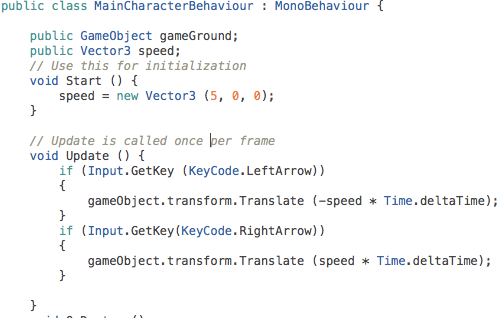 public class MainCharacterBehaviour : MonoBehaviour {
public GameObject gameGround;
public Vector3 speed;
// Use this for initialization
void Start () {
speed = new Vector3 (5, 0, 0);
}
// Update is called once per frame
void Update () {
if (Input.GetKey (KeyCode.LeftArrow))
{
gameObject.transform.Translate (-speed * Time.deltaTime);
}
if (Input.GetKey(KeyCode.RightArrow))
{
gameObject.transform.Translate (speed * Time.deltaTime);
}
}